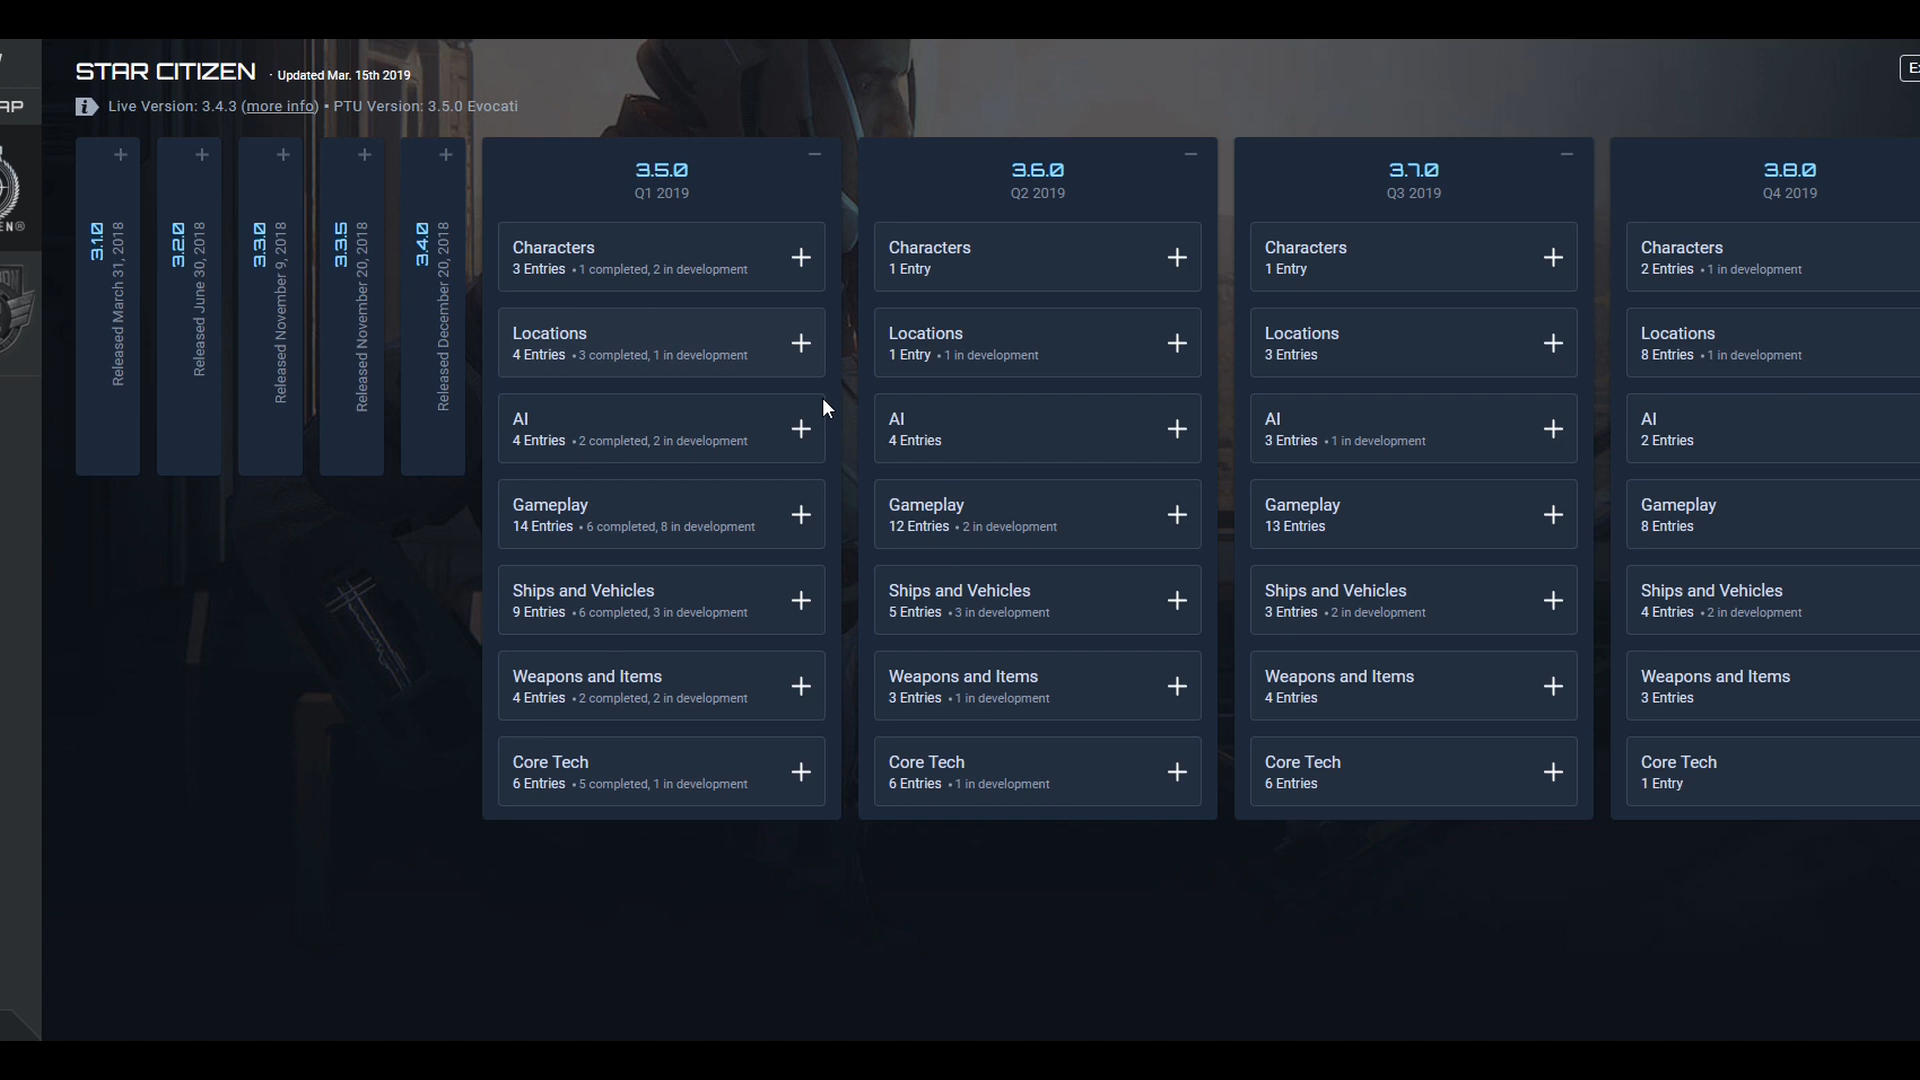 STAR CITIZEN · Updated Mar. 15th 2019
Live Version: 3.4.3 (more info) • PTU Version: 3.5.0 Evocati
AP
EN®
3.1.0
Released March 31, 2018
3.2.0
Released June 30, 2018
3.3.0
Released November 9, 2018
3.3.5
Released November 20, 2018
3.4.0
Released December 20, 2018
3.5.0
Q1 2019
Characters
3 Entries • 1 completed, 2 in development
Locations
4 Entries • 3 completed, 1 in development
AI
4 Entries • 2 completed, 2 in development
Gameplay
14 Entries • 6 completed, 8 in development
Ships and Vehicles
9 Entries • 6 completed, 3 in development
Weapons and Items
4 Entries • 2 completed, 2 in development
Core Tech
6 Entries • 5 completed, 1 in development
3.6.0
Q2 2019
Characters
1 Entry
Locations
1 Entry • 1 in development
AI
4 Entries
Gameplay
12 Entries • 2 in development
Ships and Vehicles
5 Entries • 3 in development
Weapons and Items
3 Entries • 1 in development
Core Tech
6 Entries • 1 in development
3.7.0
Q3 2019
Characters
1 Entry
Locations
3 Entries
AI
3 Entries • 1 in development
Gameplay
13 Entries
Ships and Vehicles
3 Entries • 2 in development
Weapons and Items
4 Entries
Core Tech
6 Entries
3.8.0
Q4 2019
Characters
2 Entries • 1 in development
Locations
8 Entries • 1 in development
AI
2 Entries
Gameplay
8 Entries
Ships and Vehicles
4 Entries • 2 in development
Weapons and Items
3 Entries
Core Tech
1 Entry